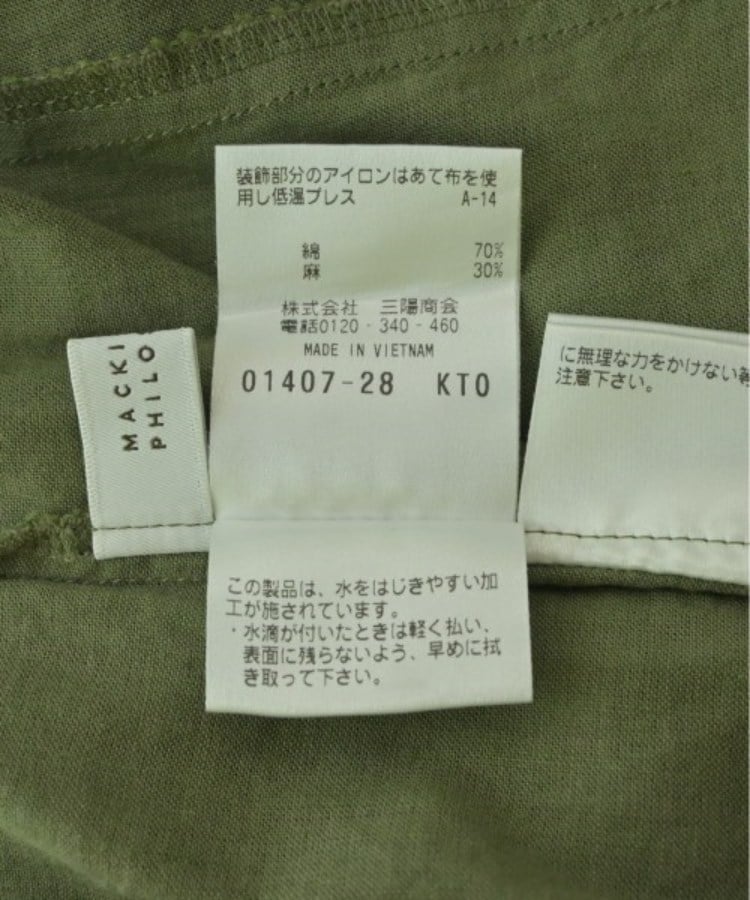 装飾部分のアイロンはあて布を使
用し低温プレス A-14
綿 70%
麻 30%
株式会社 三陽商会
電話0120-340-460
MADE IN VIETNAM
01407-28 KTO
MACKI
PHILO
に無理な力をかけない等
注意下さい。
この製品は、水をはじきやすい加
工が施されています。
・水滴が付いたときは軽く払い、
表面に残らないよう、早めに拭
き取って下さい。